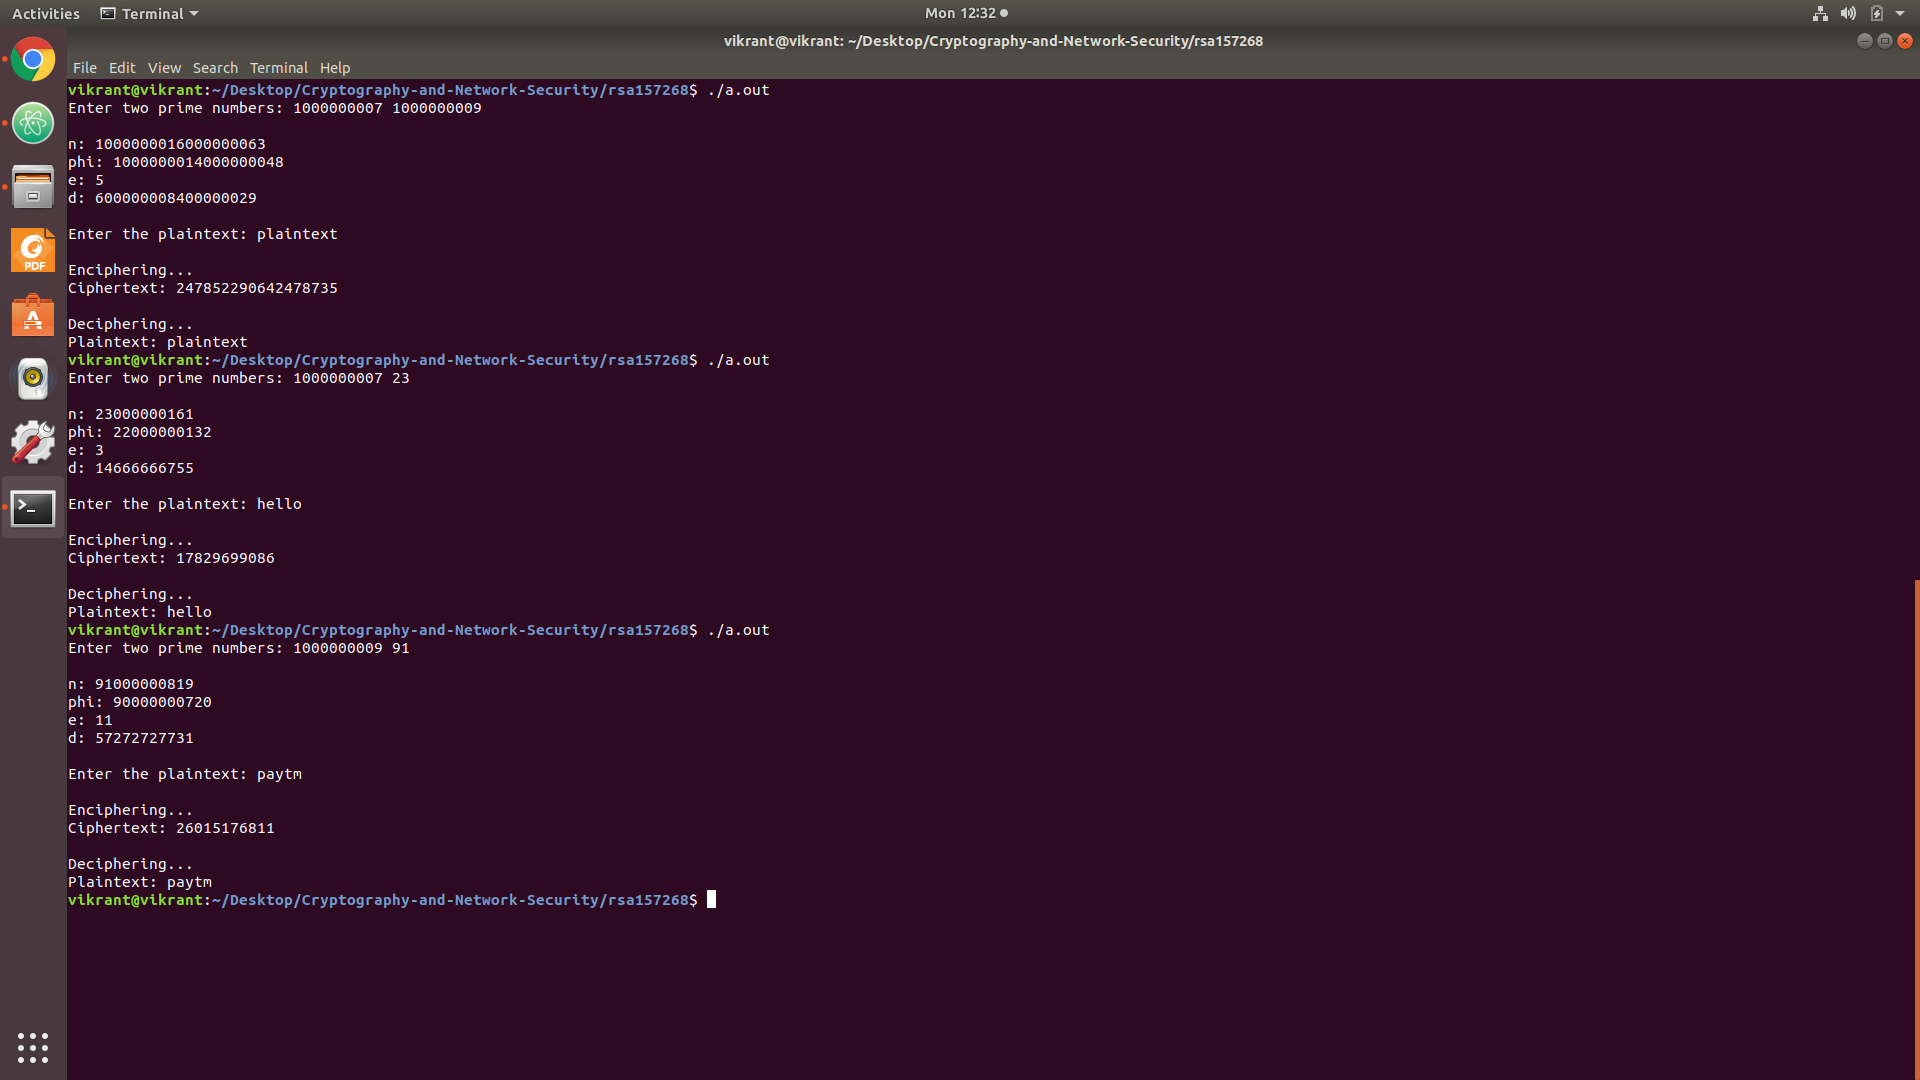 Activities Terminal Mon 12:32
vikrant@vikrant: ~/Desktop/Cryptography-and-Network-Security/rsa157268
File Edit View Search Terminal Help
vikrant@vikrant:~/Desktop/Cryptography-and-Network-Security/rsa157268$ ./a.out
Enter two prime numbers: 1000000007 1000000009
n: 1000000016000000063
phi: 1000000014000000048
e: 5
d: 600000008400000029
Enter the plaintext: plaintext
Enciphering...
Ciphertext: 247852290642478735
Deciphering...
Plaintext: plaintext
vikrant@vikrant:~/Desktop/Cryptography-and-Network-Security/rsa157268$ ./a.out
Enter two prime numbers: 1000000007 23
n: 23000000161
phi: 22000000132
e: 3
d: 14666666755
Enter the plaintext: hello
Enciphering...
Ciphertext: 17829699086
Deciphering...
Plaintext: hello
vikrant@vikrant:~/Desktop/Cryptography-and-Network-Security/rsa157268$ ./a.out
Enter two prime numbers: 1000000009 91
n: 91000000819
phi: 90000000720
e: 11
d: 57272727731
Enter the plaintext: paytm
Enciphering...
Ciphertext: 26015176811
Deciphering...
Plaintext: paytm
vikrant@vikrant:~/Desktop/Cryptography-and-Network-Security/rsa157268$
PDF